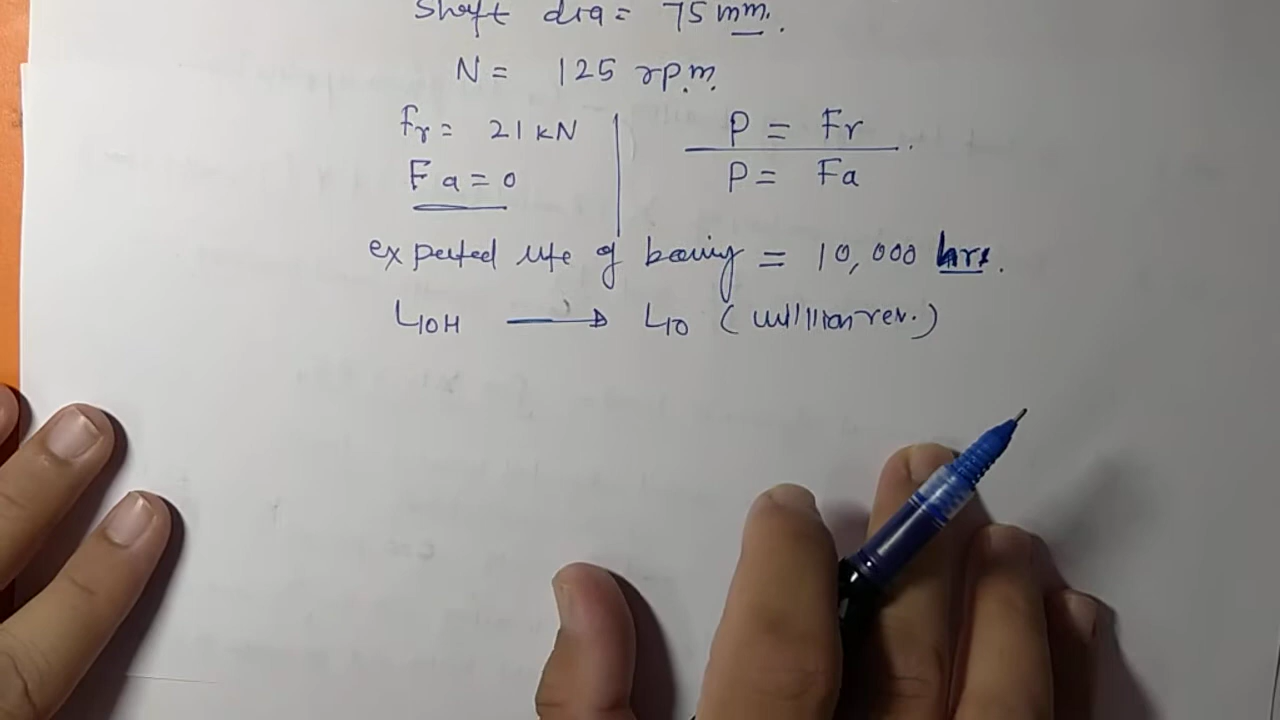 Shaft dia = 75 mm.
N = 125 rpm.
Fr = 21 kN
Fa = 0
P = Fr
P = Fa
expected life of bearing = 10,000 hrs.
L10H → L10 (million rev.)